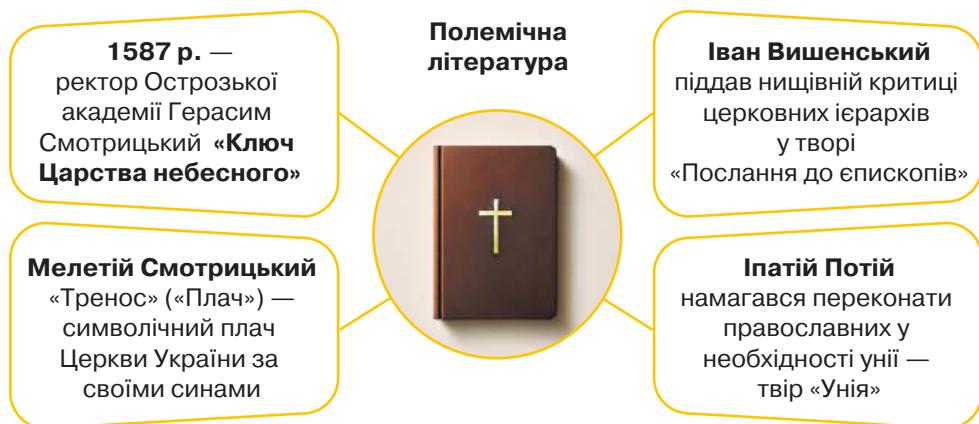 Полемічна
література
1587 р. —
ректор Острозької
академії Герасим
Смотрицький «Ключ
Царства небесного»
Іван Вишенський
піддав нищівній критиці
церковних ієрархів
у творі
«Послання до єпископів»
Мелетій Смотрицький
«Тренос» («Плач») —
символічний плач
Церкви України за
своїми синами
Іпатій Потій
намагався переконати
православних у
необхідності унії —
твір «Унія»